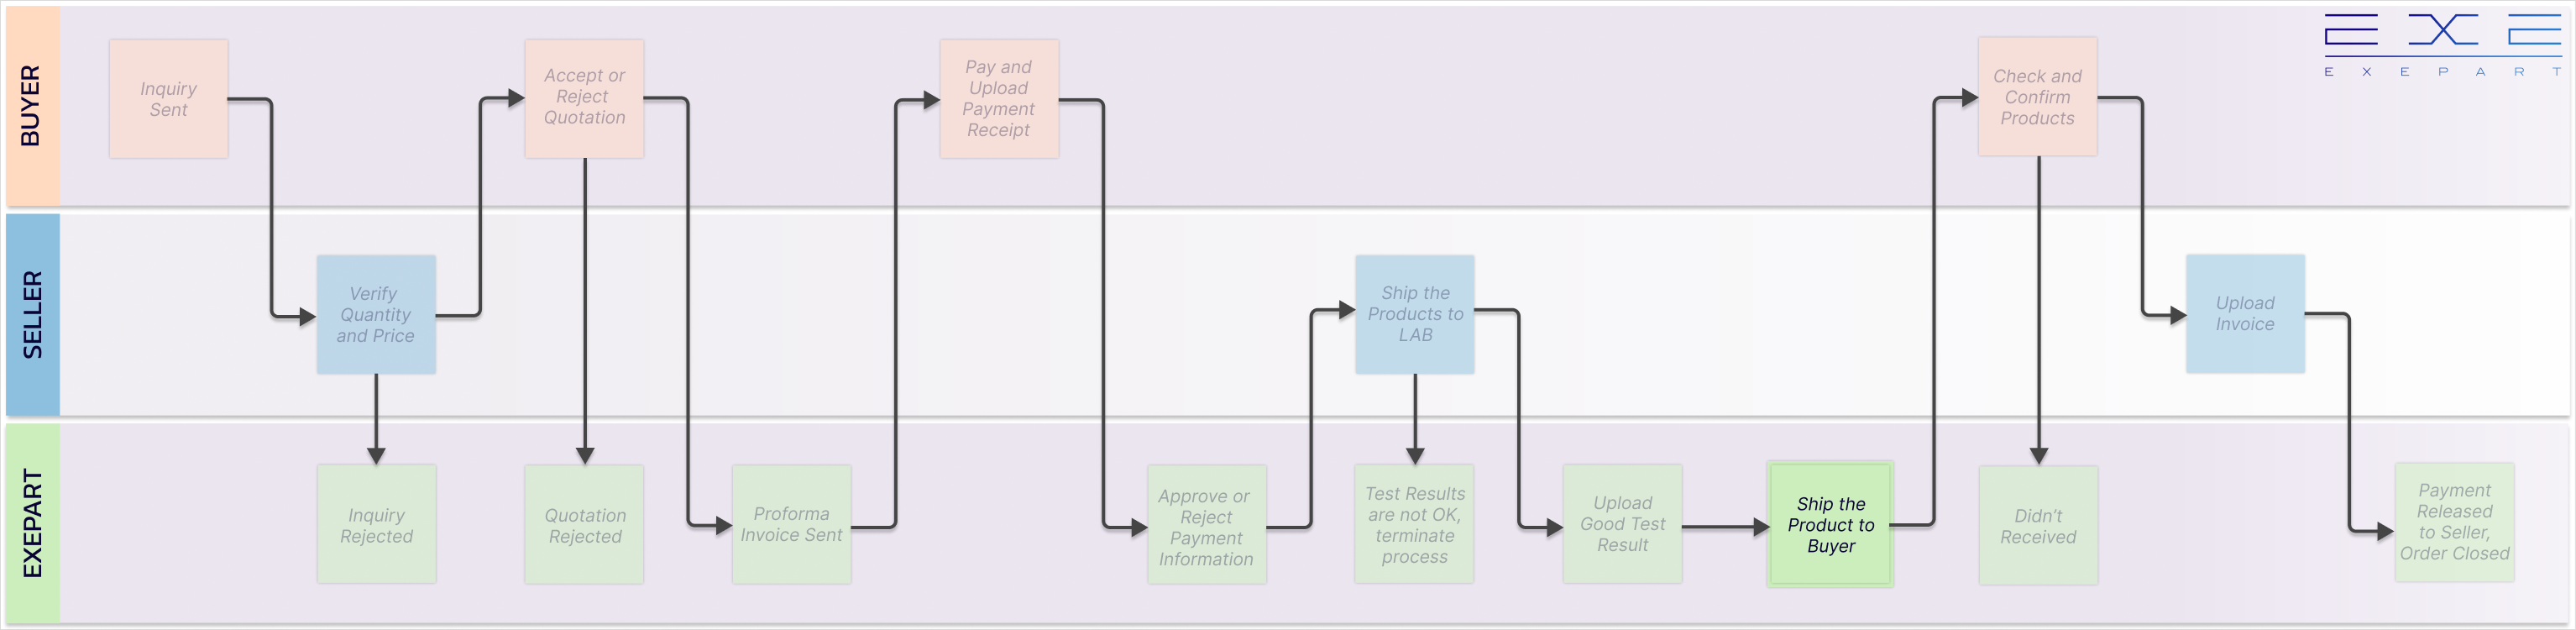 BUYER
Inquiry
Sent
Accept or
Reject
Quotation
Pay and
Upload
Payment
Receipt
Check and
Confirm
Products
EXE
EXEPART
SELLER
Verify
Quantity
and Price
Ship the
Products to
LAB
Upload
Invoice
EXEPART
Inquiry
Rejected
Quotation
Rejected
Proforma
Invoice Sent
Approve or
Reject
Payment
Information
Test Results
are not OK,
terminate
process
Upload
Good Test
Result
Ship the
Product to
Buyer
Didn’t
Received
Payment
Released
to Seller,
Order Closed